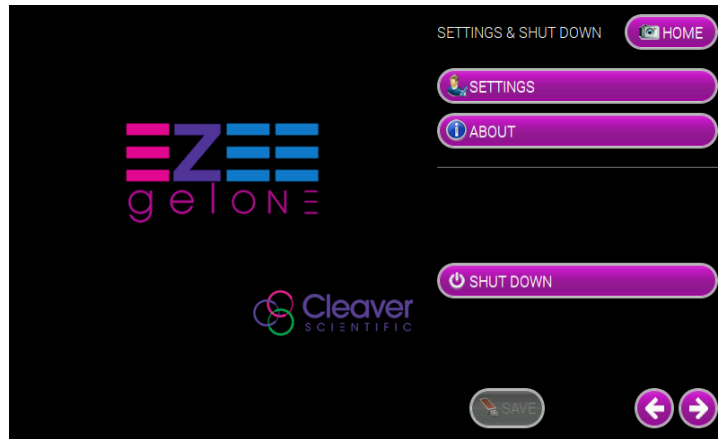 SETTINGS & SHUT DOWN
HOME
SETTINGS
ABOUT
EZEE
gelONE
SHUT DOWN
Cleaver
SCIENTIFIC
SAVE